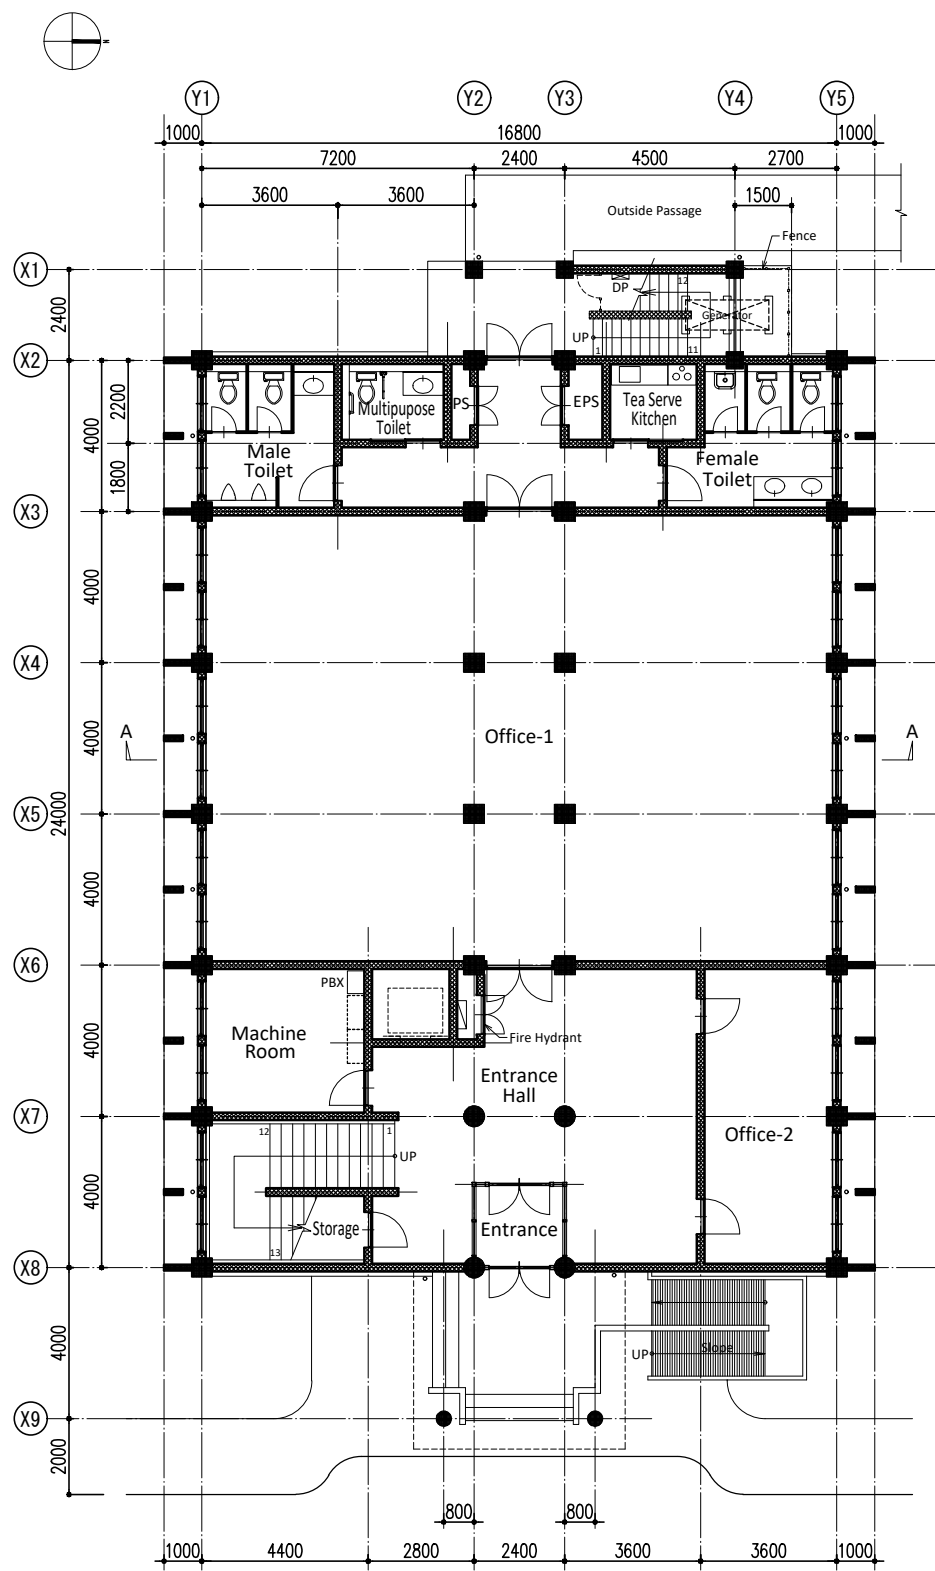 N
Y1
Y2
Y3
Y4
Y5
1000
16800
1000
7200
2400
4500
2700
3600
3600
1500
Outside Passage
Fence
X1
DP
12
Generator
2400
UP
1
11
X2
2200
4000
1800
Multipupose
Toilet
PS
EPS
Tea Serve
Kitchen
Male
Toilet
Female
Toilet
X3
4000
X4
A
4000
Office-1
A
X5
24000
4000
X6
PBX
4000
Machine
Room
Fire Hydrant
Entrance
Hall
X7
12
1
UP
Office-2
4000
Storage
Entrance
13
X8
4000
UP
Slope
X9
2000
800
800
1000
4400
2800
2400
3600
3600
1000